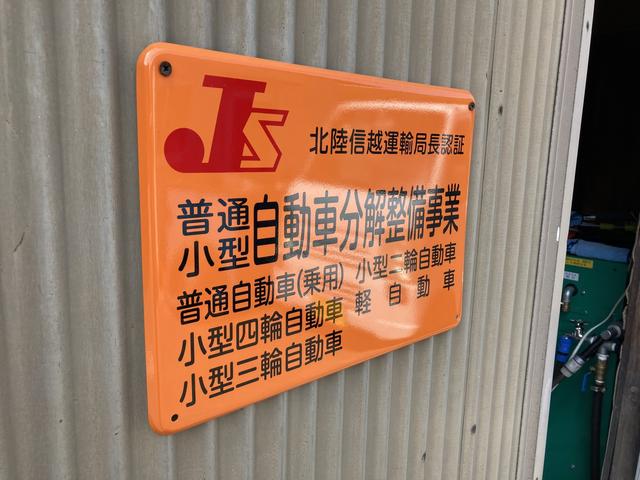 JS
北陸信越運輸局長認証
普通
小型自動車分解整備事業
普通自動車(乗用) 小型二輪自動車
小型四輪自動車 軽自動車
小型三輪自動車